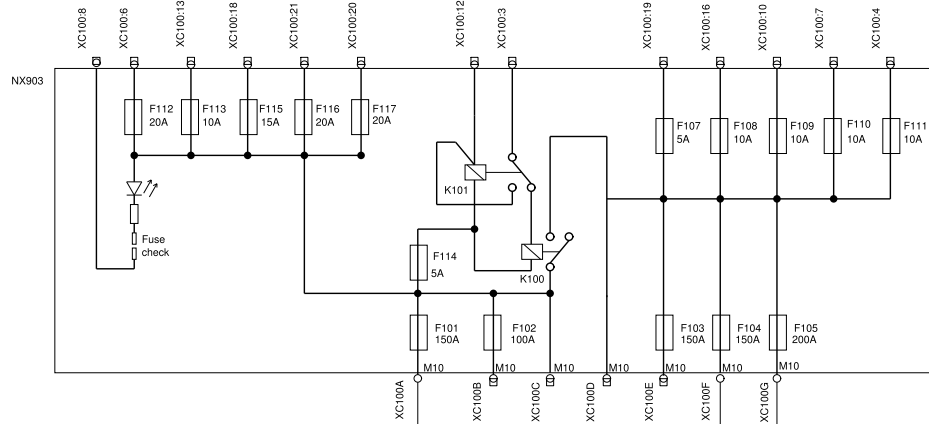 XC100:8
XC100:6
XC100:13
XC100:18
XC100:21
XC100:20
XC100:12
XC100:3
XC100:19
XC100:16
XC100:10
XC100:7
XC100:4
NX903
F112
20A
F113
10A
F115
15A
F116
20A
F117
20A
F107
5A
F108
10A
F109
10A
F110
10A
F111
10A
K101
Fuse
check
F114
5A
K100
F101
150A
F102
100A
F103
150A
F104
150A
F105
200A
M10
M10
M10
M10
M10
M10
M10
XC100A
XC100B
XC100C
XC100D
XC100E
XC100F
XC100G